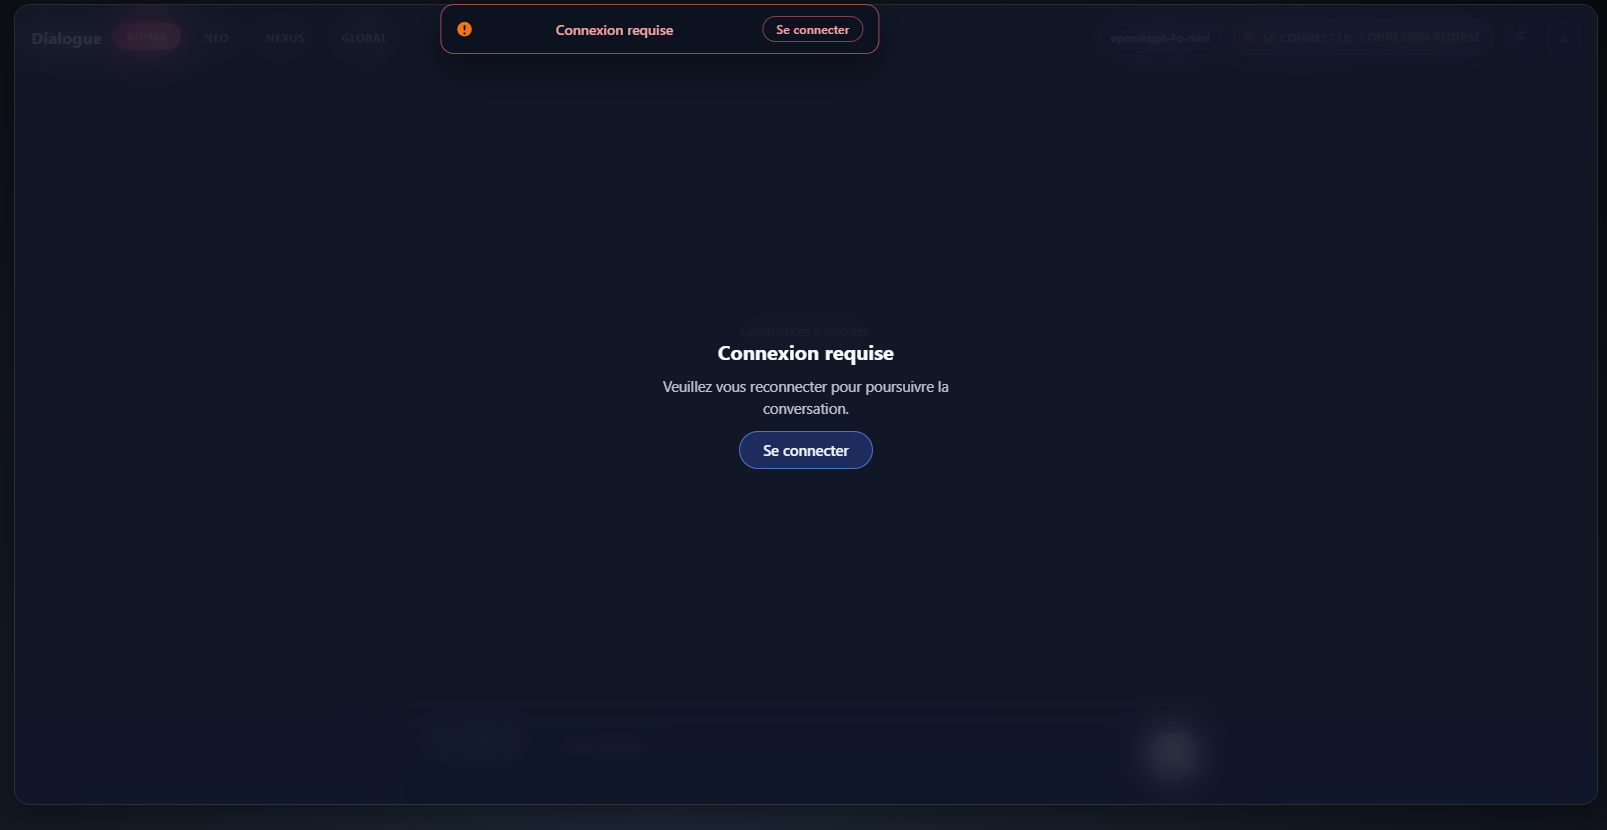 Dialogue
ANIMA
NEO
NEXUS
GLOBAL
Connexion requise
Se connecter
openai:gpt-4o-mini
SE CONNECTER
CONNEXION REQUISE
Commencez à discuter.
Connexion requise
Veuillez vous reconnecter pour poursuivre la
conversation.
Se connecter